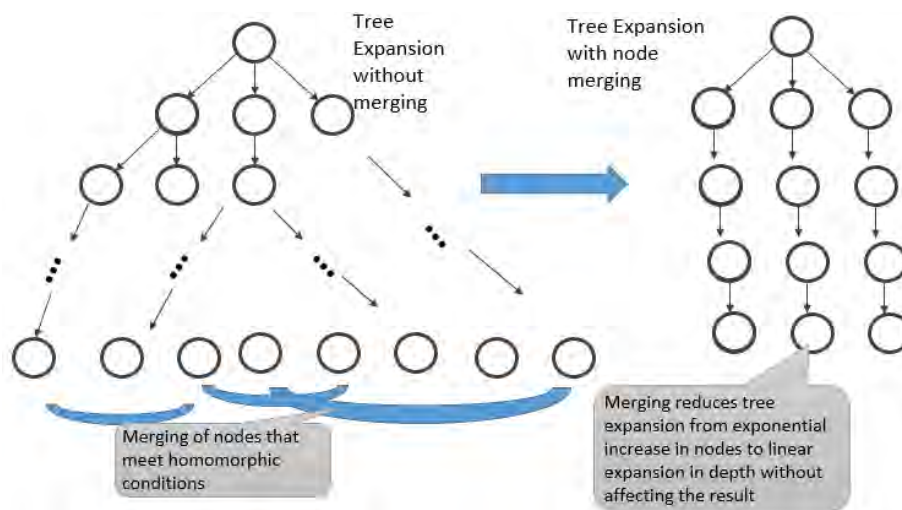 Tree
Expansion
without
merging
Tree Expansion
with node
merging
Merging of nodes that
meet homomorphic
conditions
Merging reduces tree
expansion from exponential
increase in nodes to linear
expansion in depth without
affecting the result